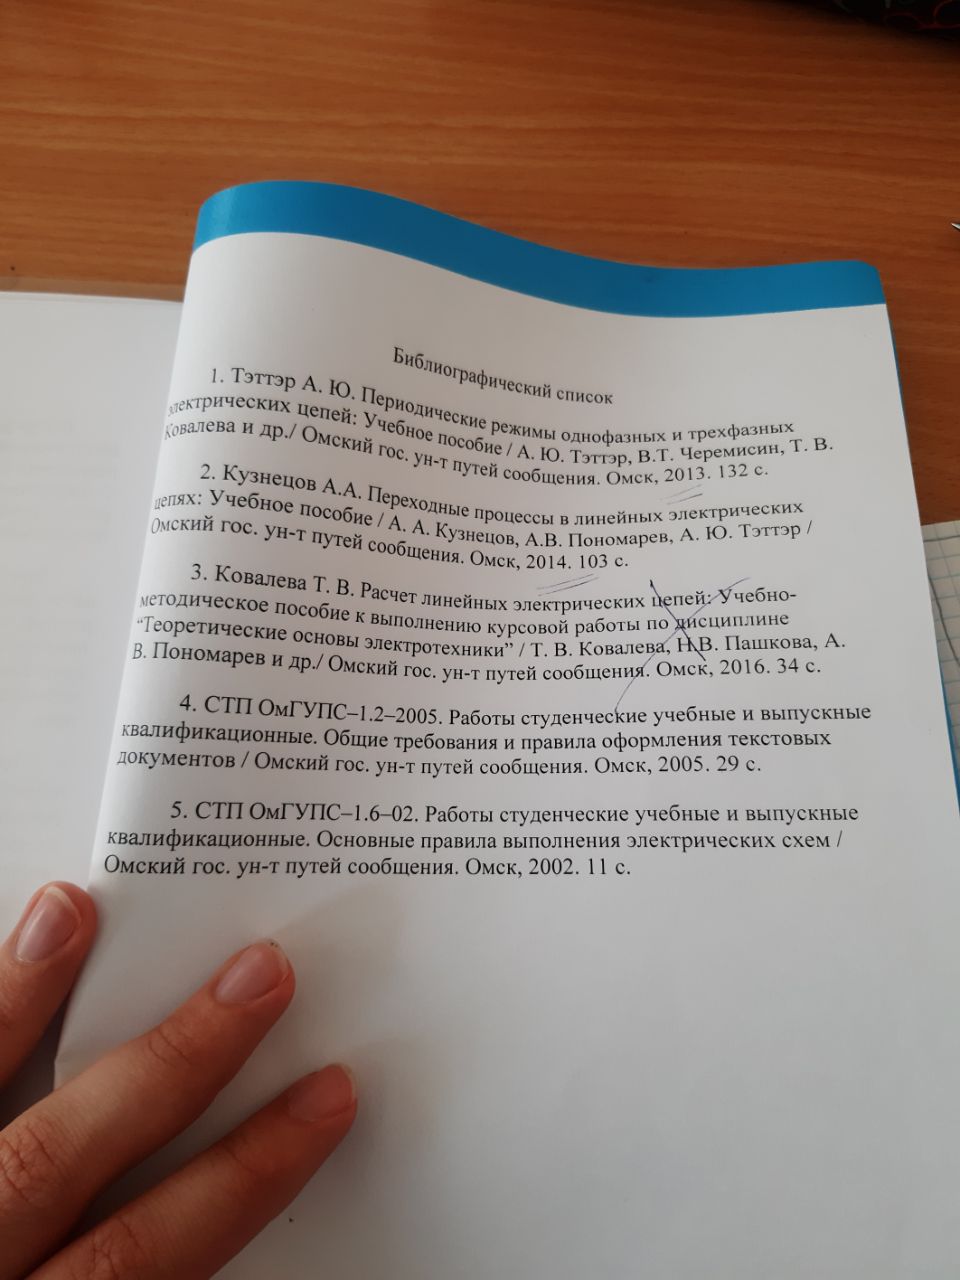 Библиографический список
1. Тэттэр А. Ю. Периодические режимы однофазных и трехфазных
электрических цепей: Учебное пособие / А. Ю. Тэттэр, В.Т. Черемисин, Т. В.
Ковалева и др./ Омский гос. ун-т путей сообщения. Омск, 2013. 132 с.
2. Кузнецов А.А. Переходные процессы в линейных электрических
цепях: Учебное пособие / А. А. Кузнецов, А.В. Пономарев, А. Ю. Тэттэр /
Омский гос. ун-т путей сообщения. Омск, 2014. 103 с.
3. Ковалева Т. В. Расчет линейных электрических цепей: Учебно-
методическое пособие к выполнению курсовой работы по дисциплине
“Теоретические основы электротехники” / Т. В. Ковалева, Н.В. Пашкова, А.
В. Пономарев и др./ Омский гос. ун-т путей сообщения. Омск, 2016. 34 с.
4. СТП ОмГУПС–1.2–2005. Работы студенческие учебные и выпускные
квалификационные. Общие требования и правила оформления текстовых
документов / Омский гос. ун-т путей сообщения. Омск, 2005. 29 с.
5. СТП ОмГУПС–1.6–02. Работы студенческие учебные и выпускные
квалификационные. Основные правила выполнения электрических схем /
Омский гос. ун-т путей сообщения. Омск, 2002. 11 с.